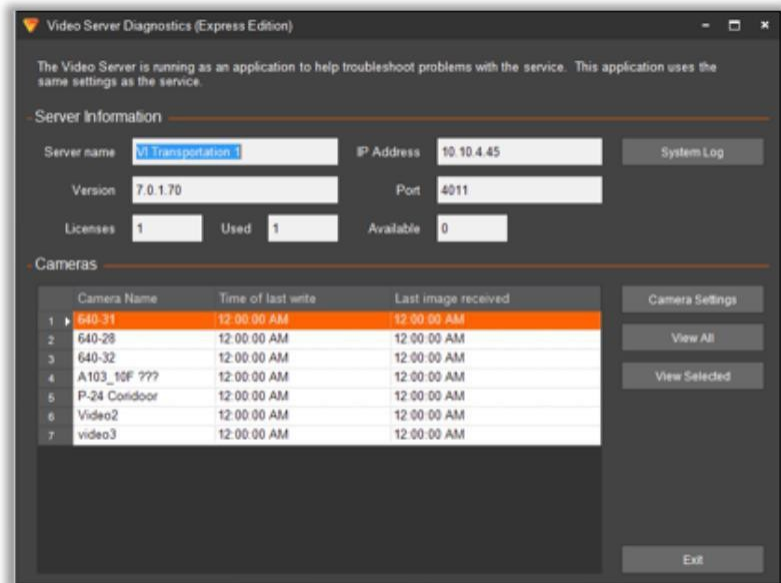 Video Server Diagnostics (Express Edition)
The Video Server is running as an application to help troubleshoot problems with the service. This application uses the
same settings as the service.
Server Information
Server name VI Transportation 1 IP Address 10.10.4.45 System Log
Version 7.0.1.70 Port 4011
Licenses 1 Used 1 Available 0
Cameras
Camera Name Time of last write Last image received Camera Settings
1 640-31 12:00:00 AM 12:00:00 AM
2 640-28 12:00:00 AM 12:00:00 AM View All
3 640-32 12:00:00 AM 12:00:00 AM
4 A103_10F ??? 12:00:00 AM 12:00:00 AM View Selected
5 P-24 Coridoor 12:00:00 AM 12:00:00 AM
6 Video2 12:00:00 AM 12:00:00 AM
7 video3 12:00:00 AM 12:00:00 AM
Exit